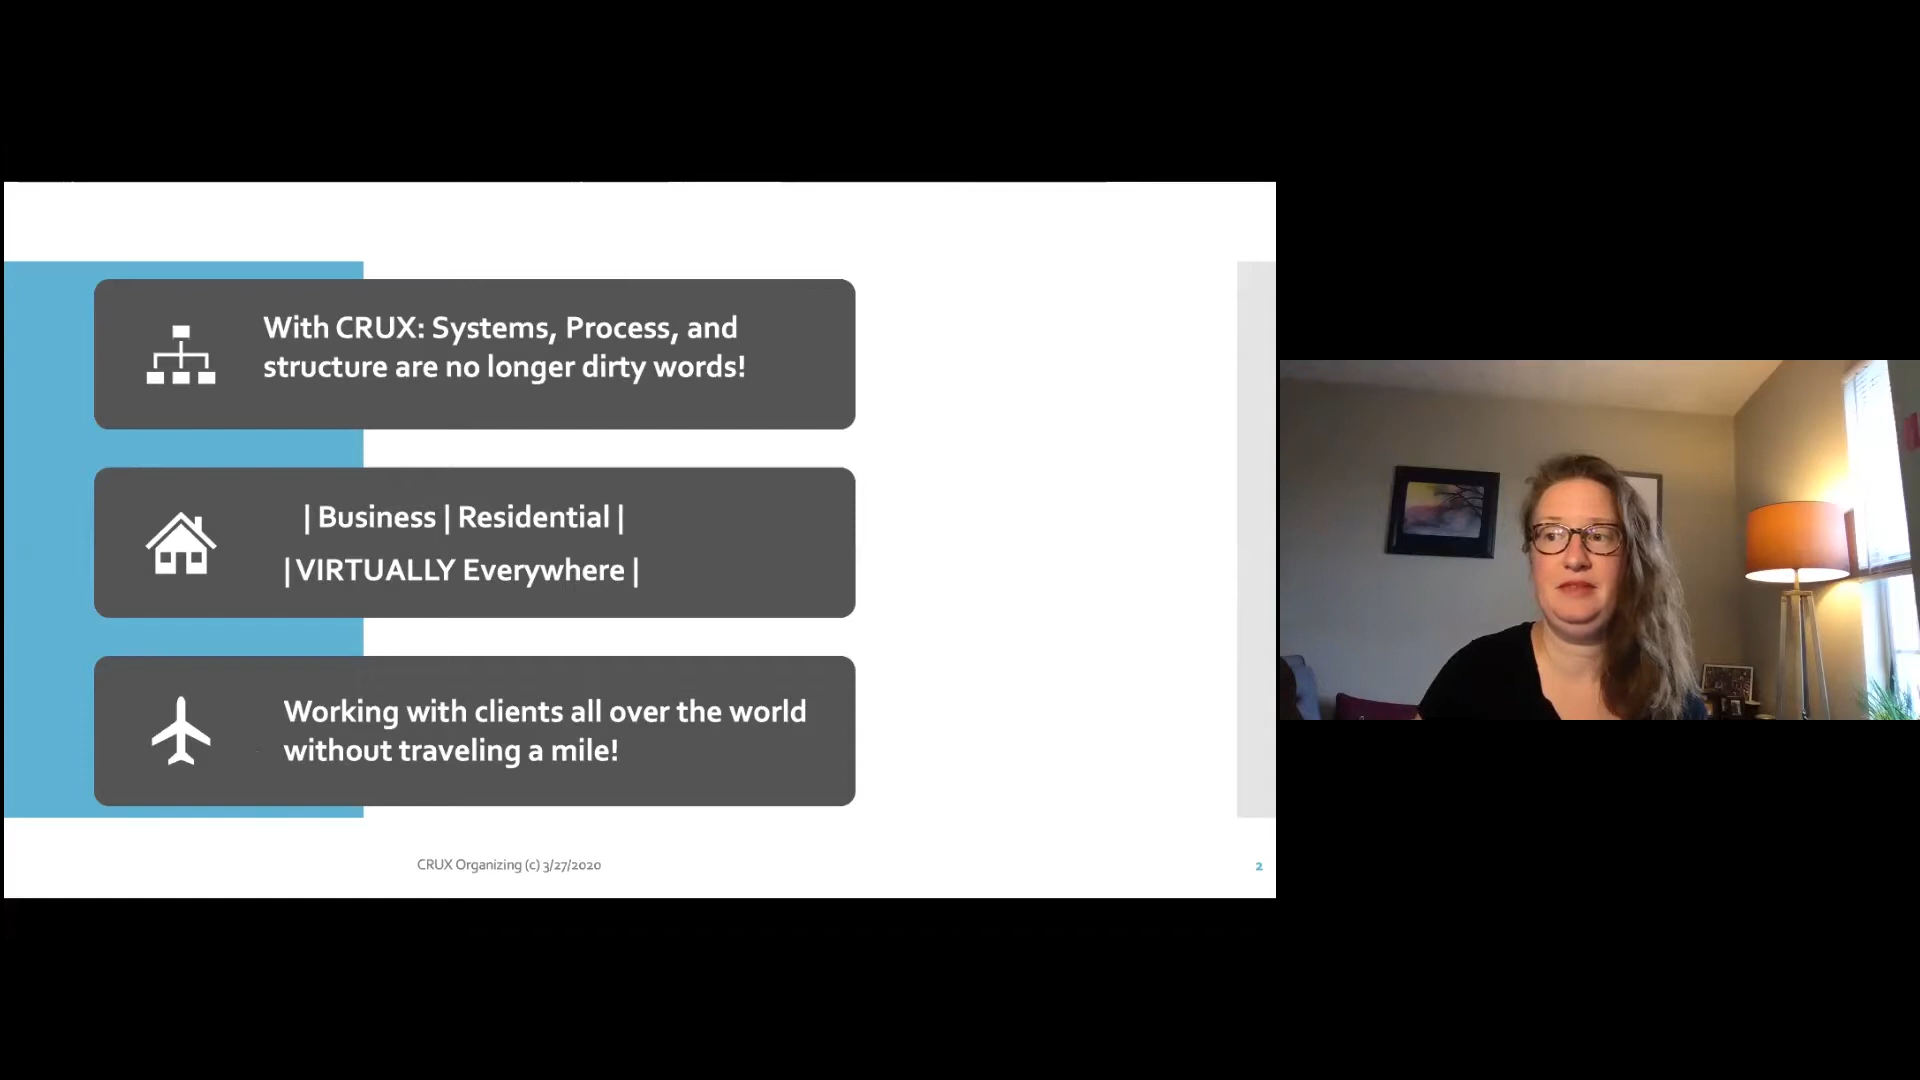 With CRUX: Systems, Process, and
structure are no longer dirty words!
| Business | Residential |
| VIRTUALLY Everywhere |
Working with clients all over the world
without traveling a mile!
CRUX Organizing (c) 3/27/2020
2